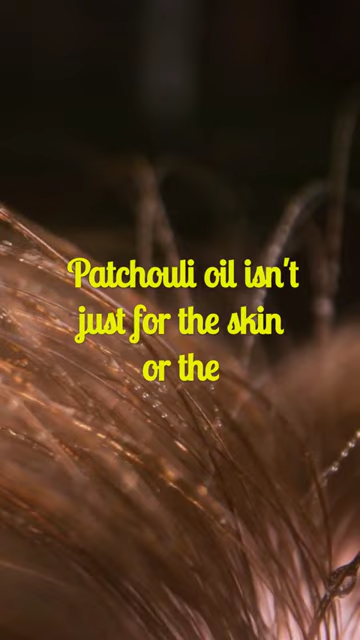 Patchouli oil isn't
just for the skin
or the